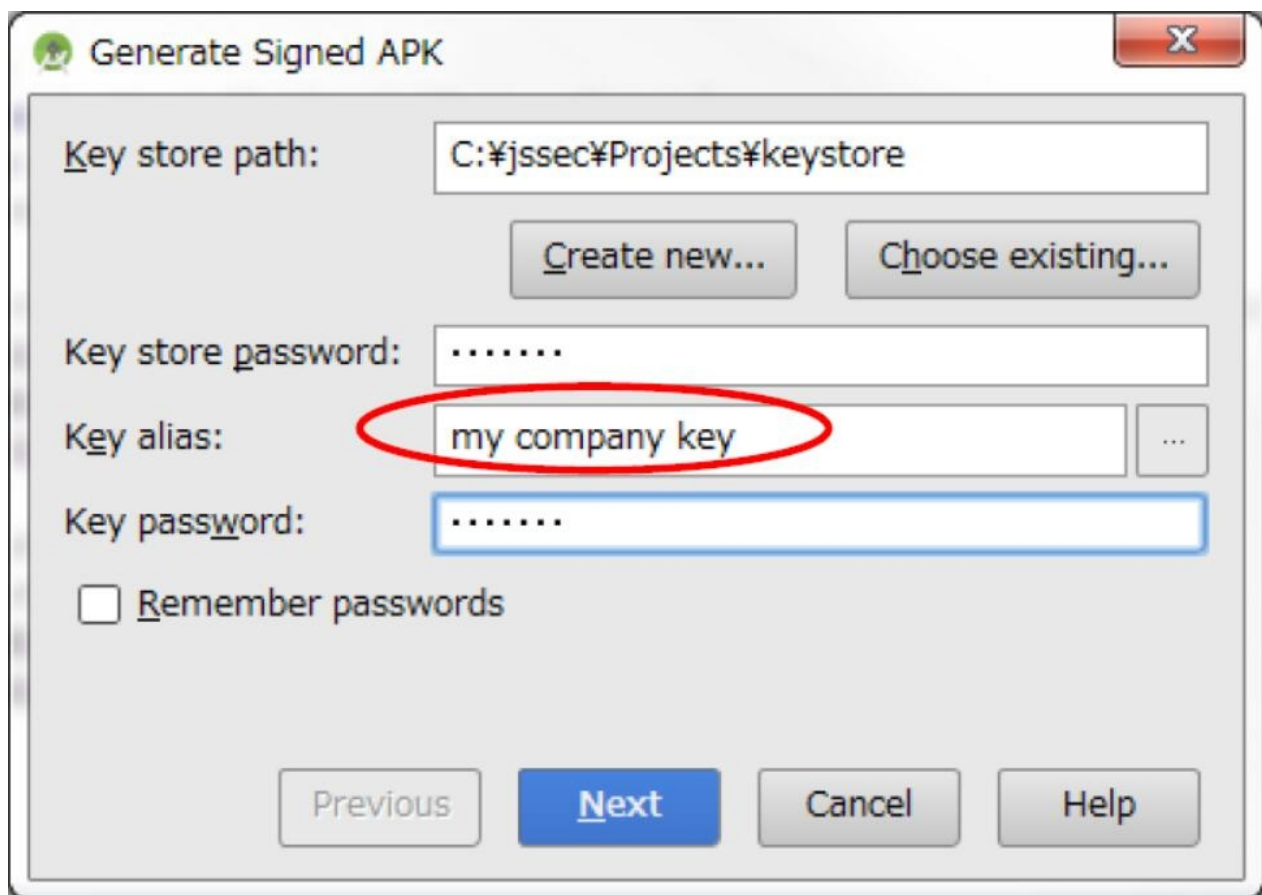 Generate Signed APK
Key store path: C:¥jssec¥Projects¥keystore
Create new... Choose existing...
Key store password: •••••••
Key alias: my company key ...
Key password: •••••••
Remember passwords
Previous Next Cancel Help